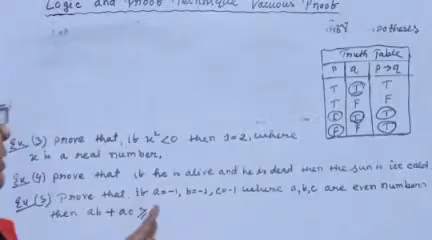 Logic and Proof Technique Vacuous Proof
Truth Table
P q P→q
T T T
T F F
F T T
F F T
Ex (3) prove that, if x² < 0 then 1=2, where
x is a real number.
Ex (4) prove that if he is alive and he is dead then the sun is ice cold.
Ex (5) prove that if a=-1, b=-1, c=-1 where a,b,c are even numbers
then ab + ac ≥